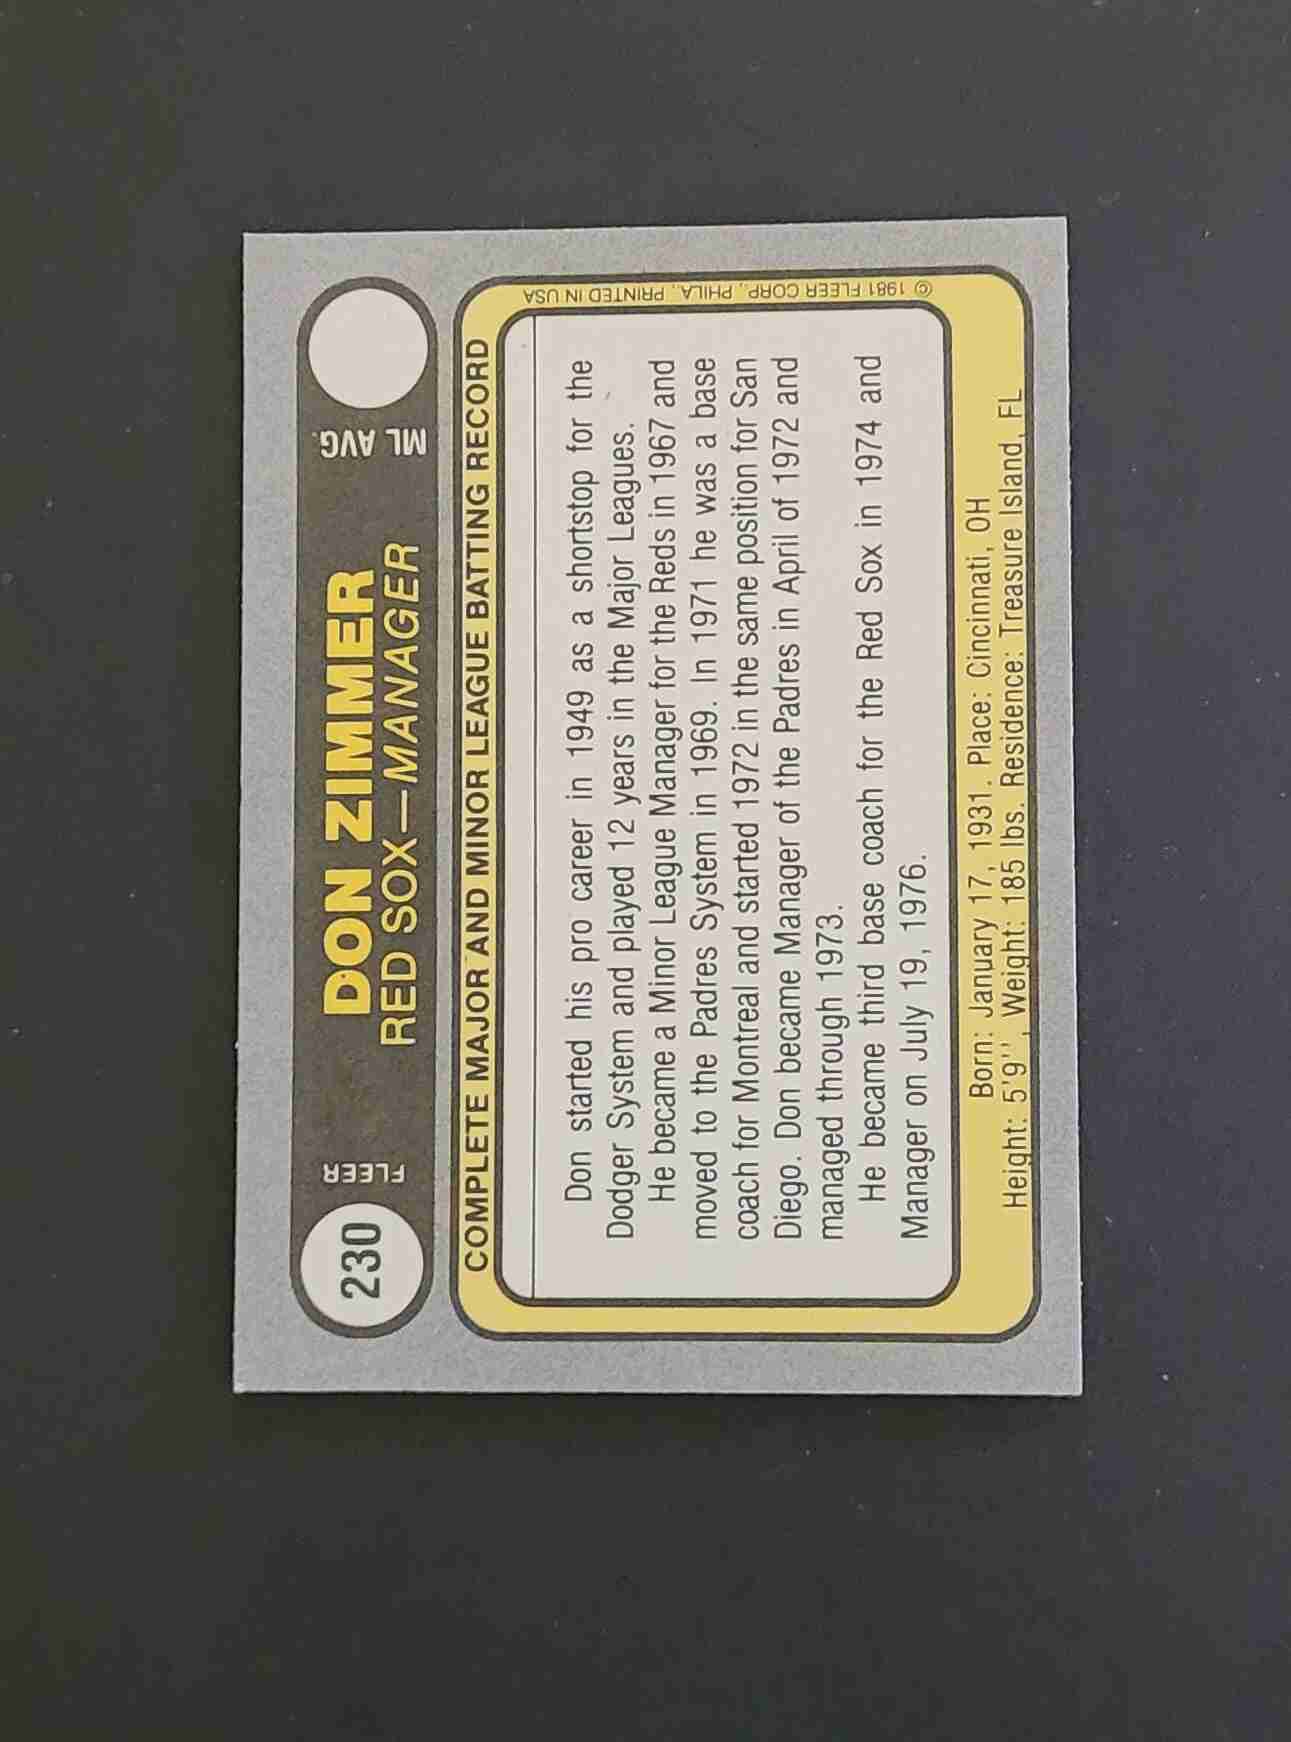 230
FLEER
DON ZIMMER
RED SOX—MANAGER
ML AVG.
COMPLETE MAJOR AND MINOR LEAGUE BATTING RECORD
Don started his pro career in 1949 as a shortstop for the
Dodger System and played 12 years in the Major Leagues.
He became a Minor League Manager for the Reds in 1967 and
moved to the Padres System in 1969. In 1971 he was a base
coach for Montreal and started 1972 in the same position for San
Diego. Don became Manager of the Padres in April of 1972 and
managed through 1973.
He became third base coach for the Red Sox in 1974 and
Manager on July 19, 1976.
© 1981 FLEER CORP., PHILA., PRINTED IN USA
Born: January 17, 1931. Place: Cincinnati, OH
Height: 5'9'', Weight: 185 lbs. Residence: Treasure Island, FL